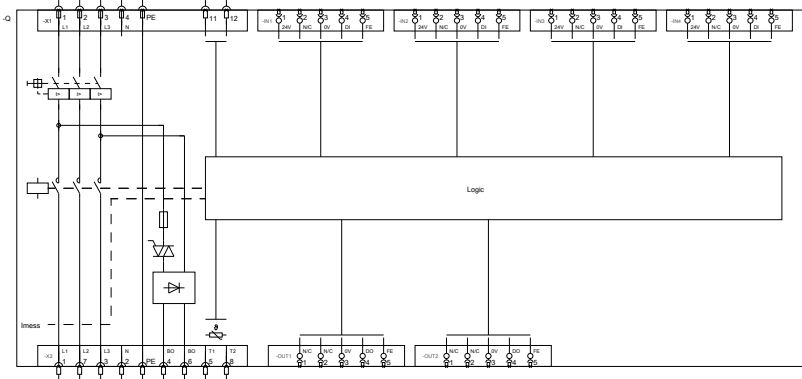 -Q
-X1 1 2 3 4 PE 11 12
L1 L2 L3 N
-IN1 1 2 3 4 5
24V N/C 0V DI FE
-IN2 1 2 3 4 5
24V N/C 0V DI FE
-IN3 1 2 3 4 5
24V N/C 0V DI FE
-IN4 1 2 3 4 5
24V N/C 0V DI FE
I> I> I>
Logic
Imess
ϑ
L1 L2 L3 N BO BO T1 T2
-X2 1 7 3 2 PE 4 6 5 8
N/C N/C 0V DO FE
-OUT1 1 2 3 4 5
N/C N/C 0V DO FE
-OUT2 1 2 3 4 5